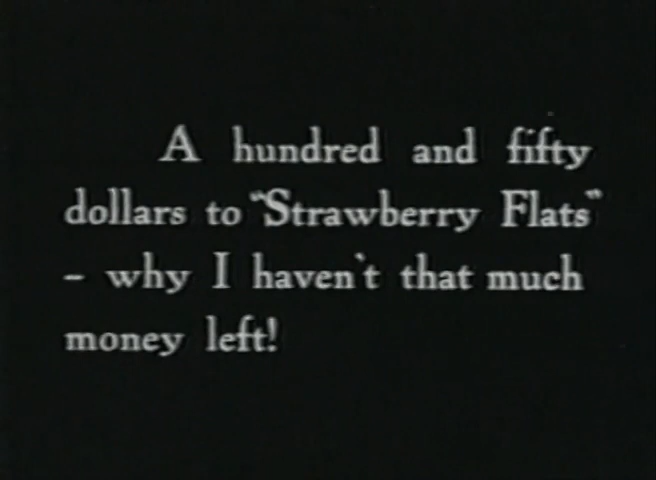 A hundred and fifty
dollars to "Strawberry Flats"
- why I haven't that much
money left!